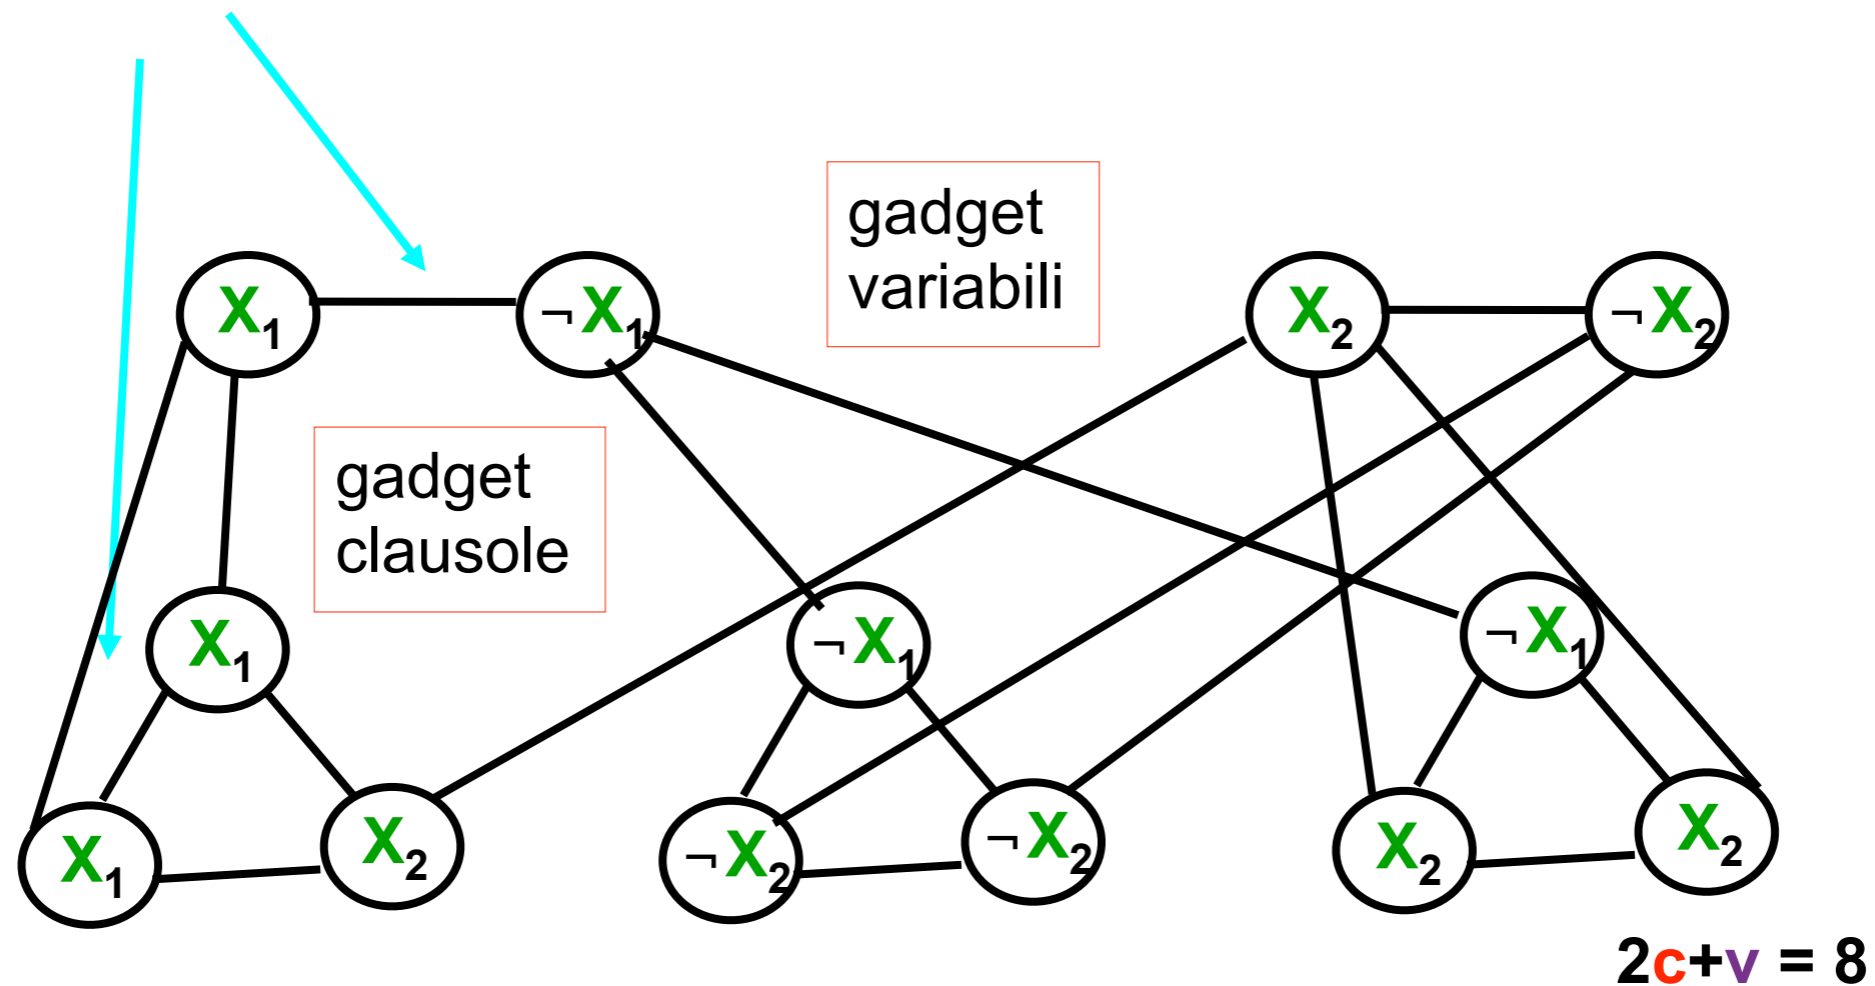 gadget
variabili
X₁
¬X₁
X₂
¬X₂
gadget
clausole
X₁
¬X₁
¬X₁
X₁
X₂
¬X₂
¬X₂
X₂
X₂
2c+v = 8